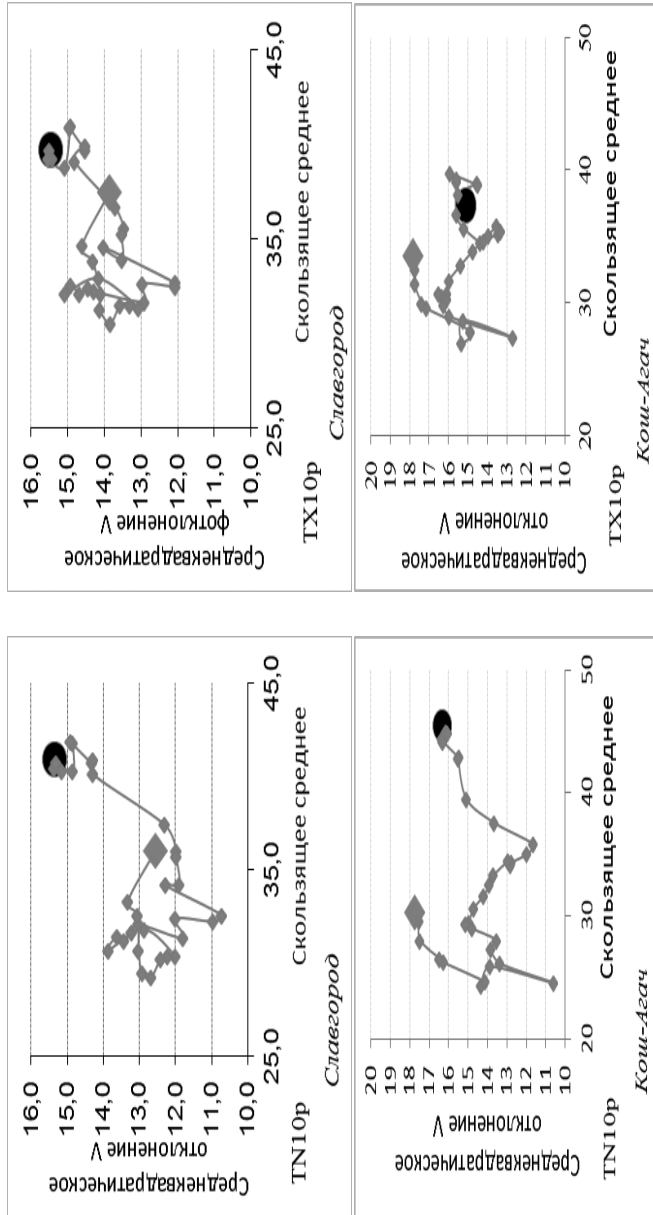 Среднеквадратическое
отклонение V
16,0
15,0
14,0
13,0
12,0
11,0
10,0
25,0 35,0 45,0
Скользящее среднее
TN10p
Славгород
Среднеквадратическое
фотклонение V
16,0
15,0
14,0
13,0
12,0
11,0
10,0
25,0 35,0 45,0
Скользящее среднее
TX10p
Славгород
Среднеквадратическое
отклонение V
20
19
18
17
16
15
14
13
12
11
10
20 30 40 50
Скользящее среднее
TN10p
Кош-Агач
Среднеквадратическое
отклонение V
20
19
18
17
16
15
14
13
12
11
10
20 30 40 50
Скользящее среднее
TX10p
Кош-Агач